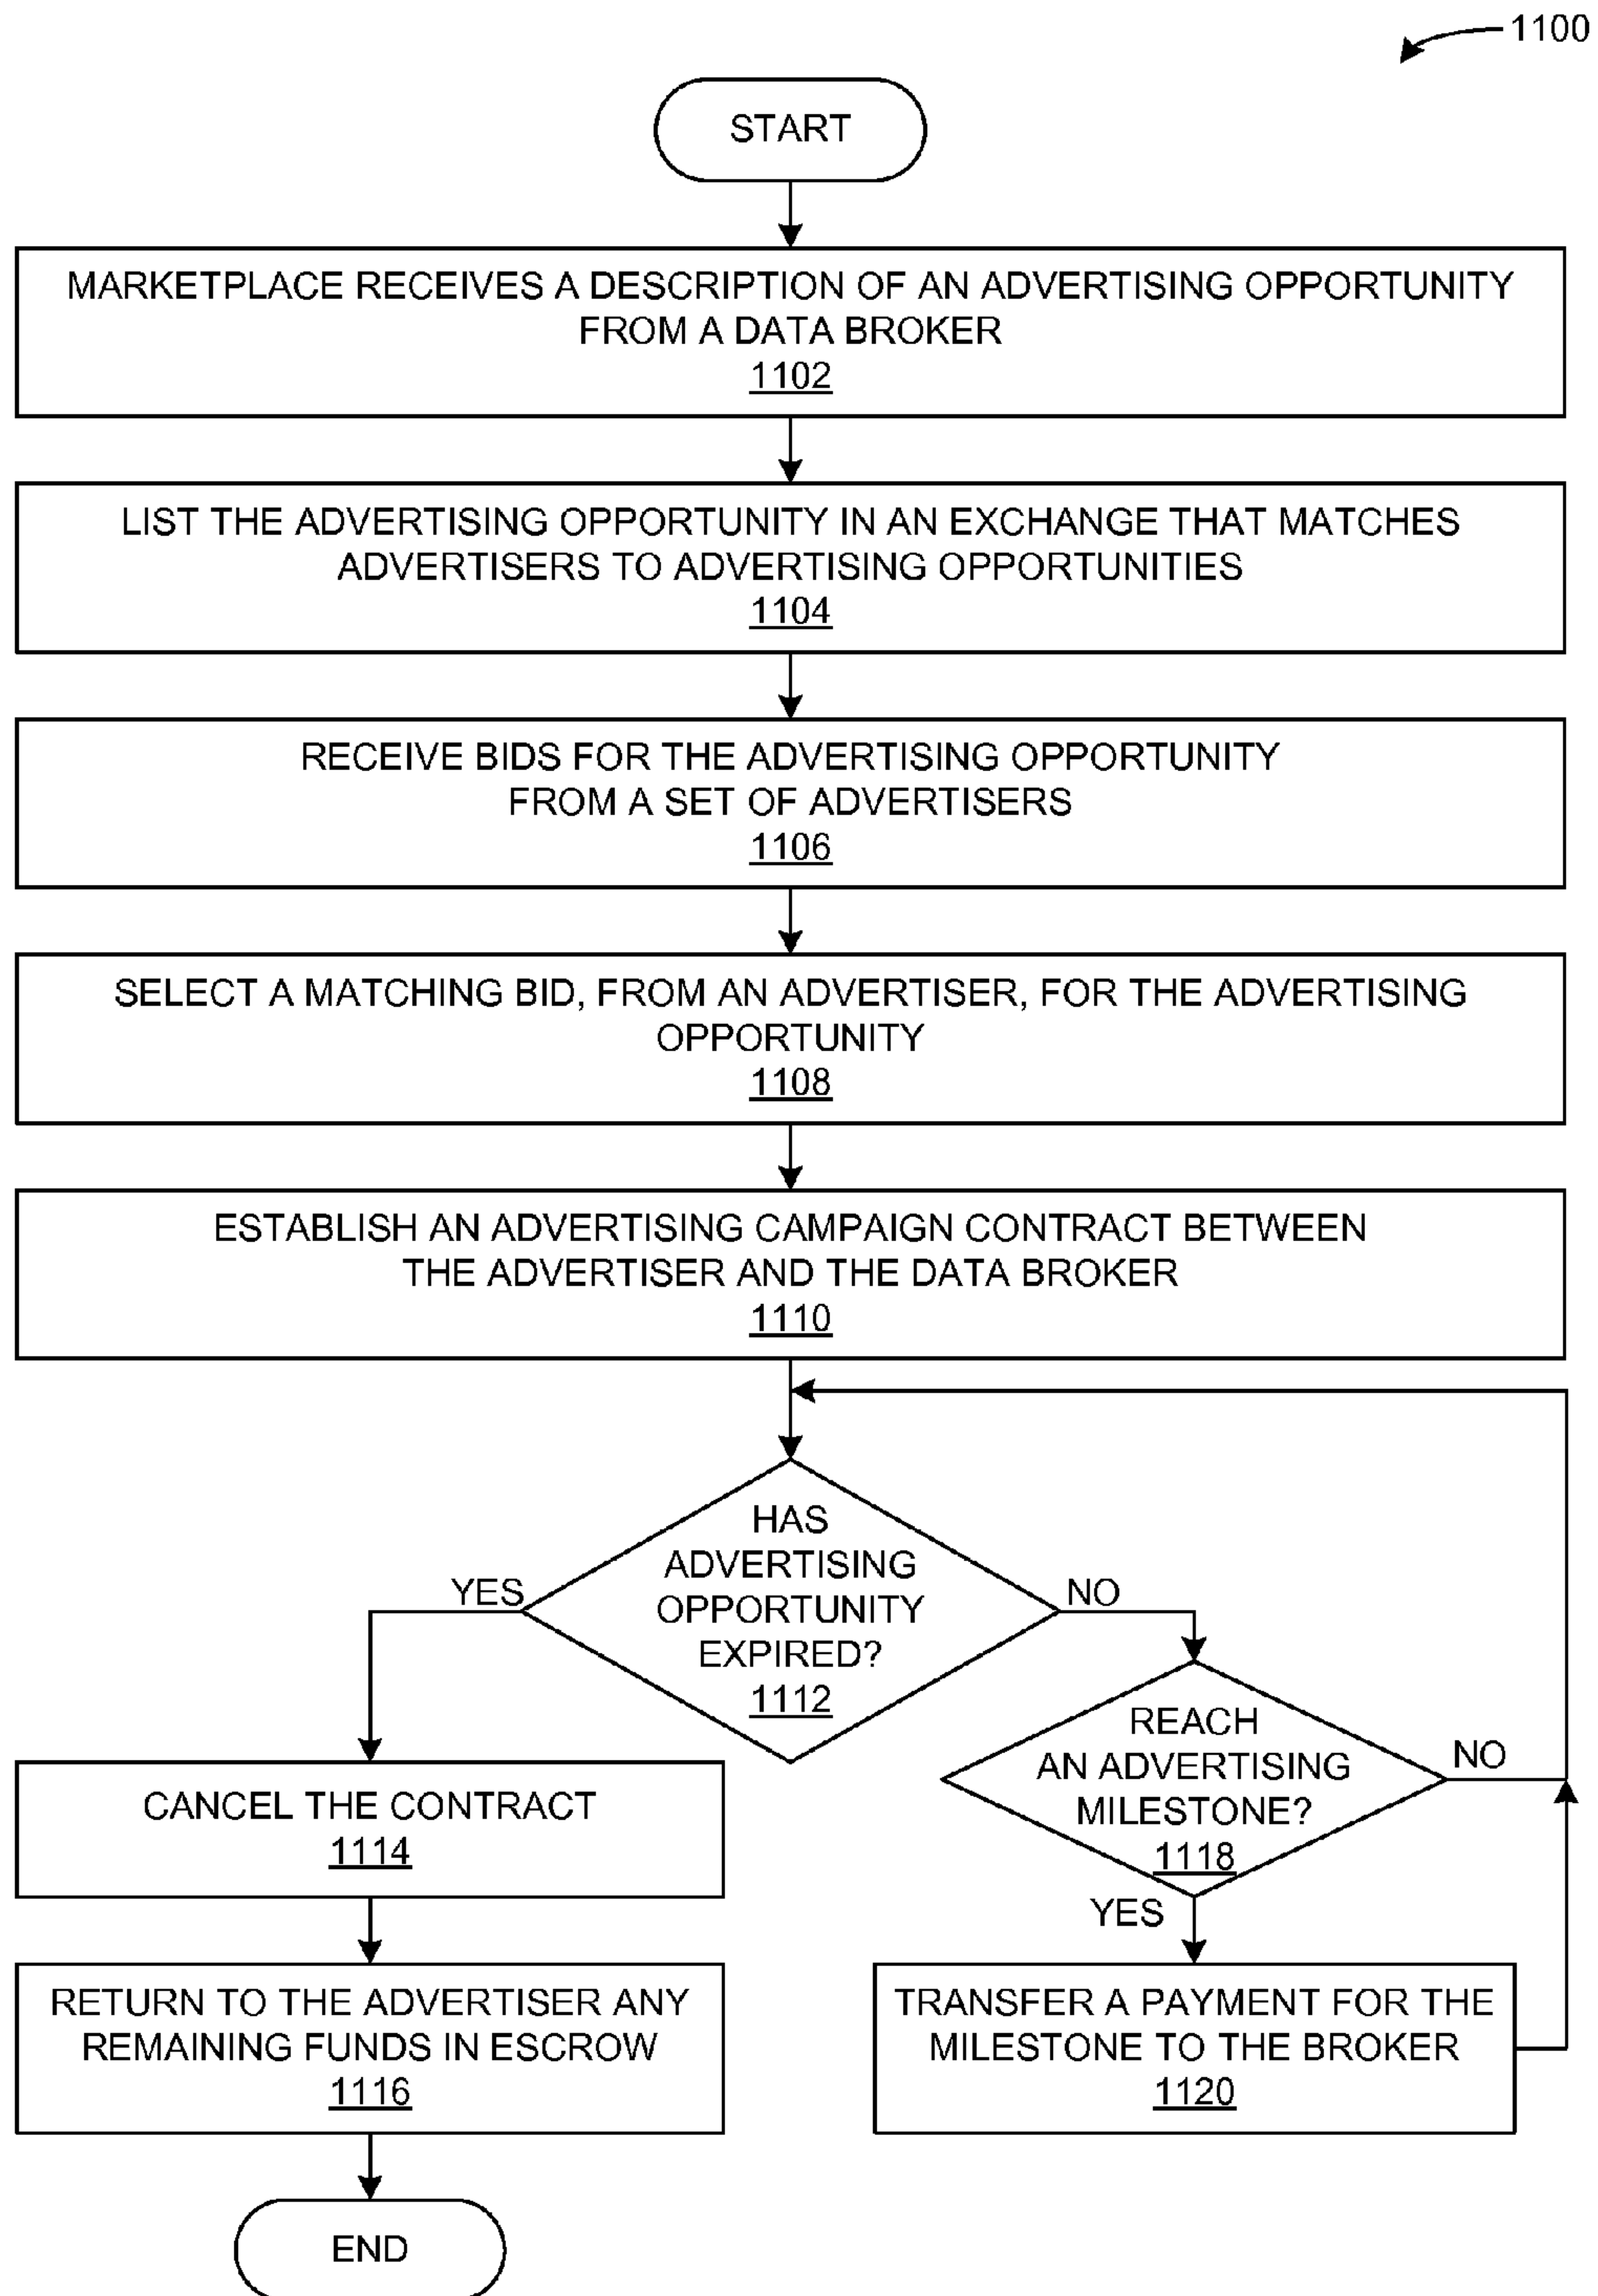 1100
START
MARKETPLACE RECEIVES A DESCRIPTION OF AN ADVERTISING OPPORTUNITY
FROM A DATA BROKER
1102
LIST THE ADVERTISING OPPORTUNITY IN AN EXCHANGE THAT MATCHES
ADVERTISERS TO ADVERTISING OPPORTUNITIES
1104
RECEIVE BIDS FOR THE ADVERTISING OPPORTUNITY
FROM A SET OF ADVERTISERS
1106
SELECT A MATCHING BID, FROM AN ADVERTISER, FOR THE ADVERTISING
OPPORTUNITY
1108
ESTABLISH AN ADVERTISING CAMPAIGN CONTRACT BETWEEN
THE ADVERTISER AND THE DATA BROKER
1110
HAS
ADVERTISING
OPPORTUNITY
EXPIRED?
1112
YES
NO
CANCEL THE CONTRACT
1114
RETURN TO THE ADVERTISER ANY
REMAINING FUNDS IN ESCROW
1116
END
REACH
AN ADVERTISING
MILESTONE?
1118
NO
YES
TRANSFER A PAYMENT FOR THE
MILESTONE TO THE BROKER
1120